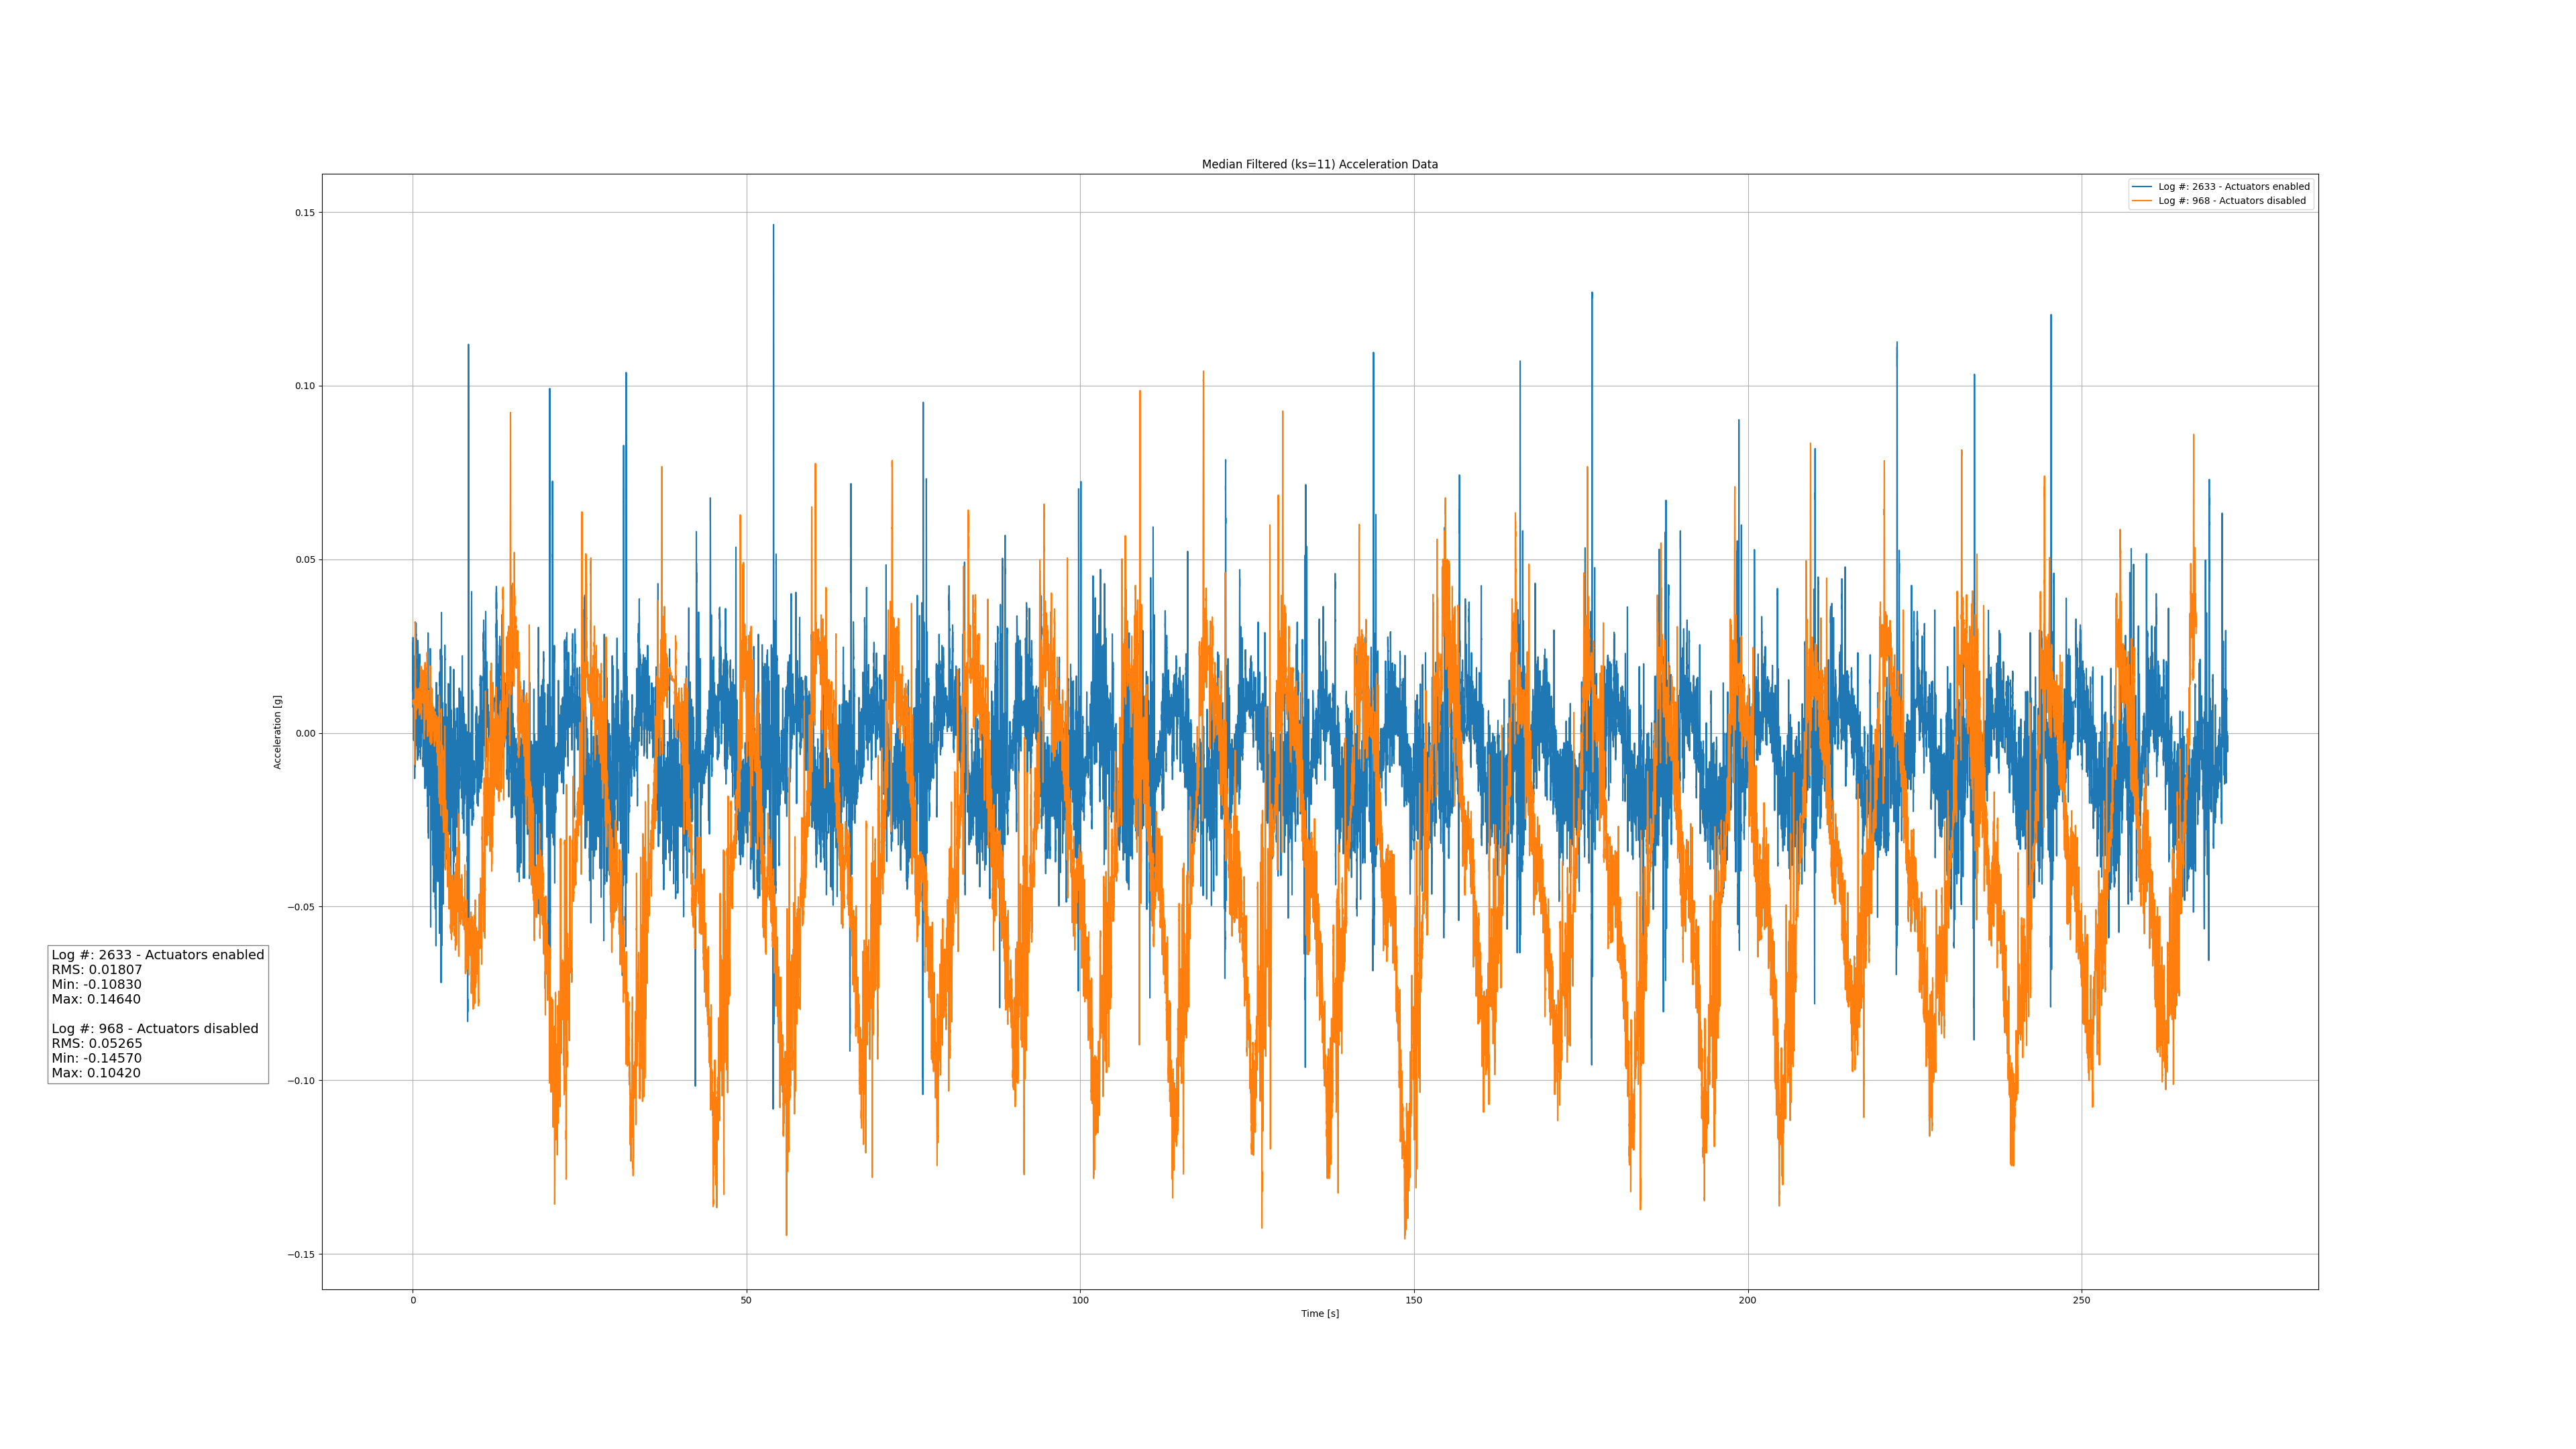 Median Filtered (ks=11) Acceleration Data
Log #: 2633 - Actuators enabled
Log #: 968 - Actuators disabled
0.15
0.10
0.05
0.00
−0.05
−0.10
−0.15
Acceleration [g]
0
50
100
150
200
250
Time [s]
Log #: 2633 - Actuators enabled
RMS: 0.01807
Min: -0.10830
Max: 0.14640
Log #: 968 - Actuators disabled
RMS: 0.05265
Min: -0.14570
Max: 0.10420